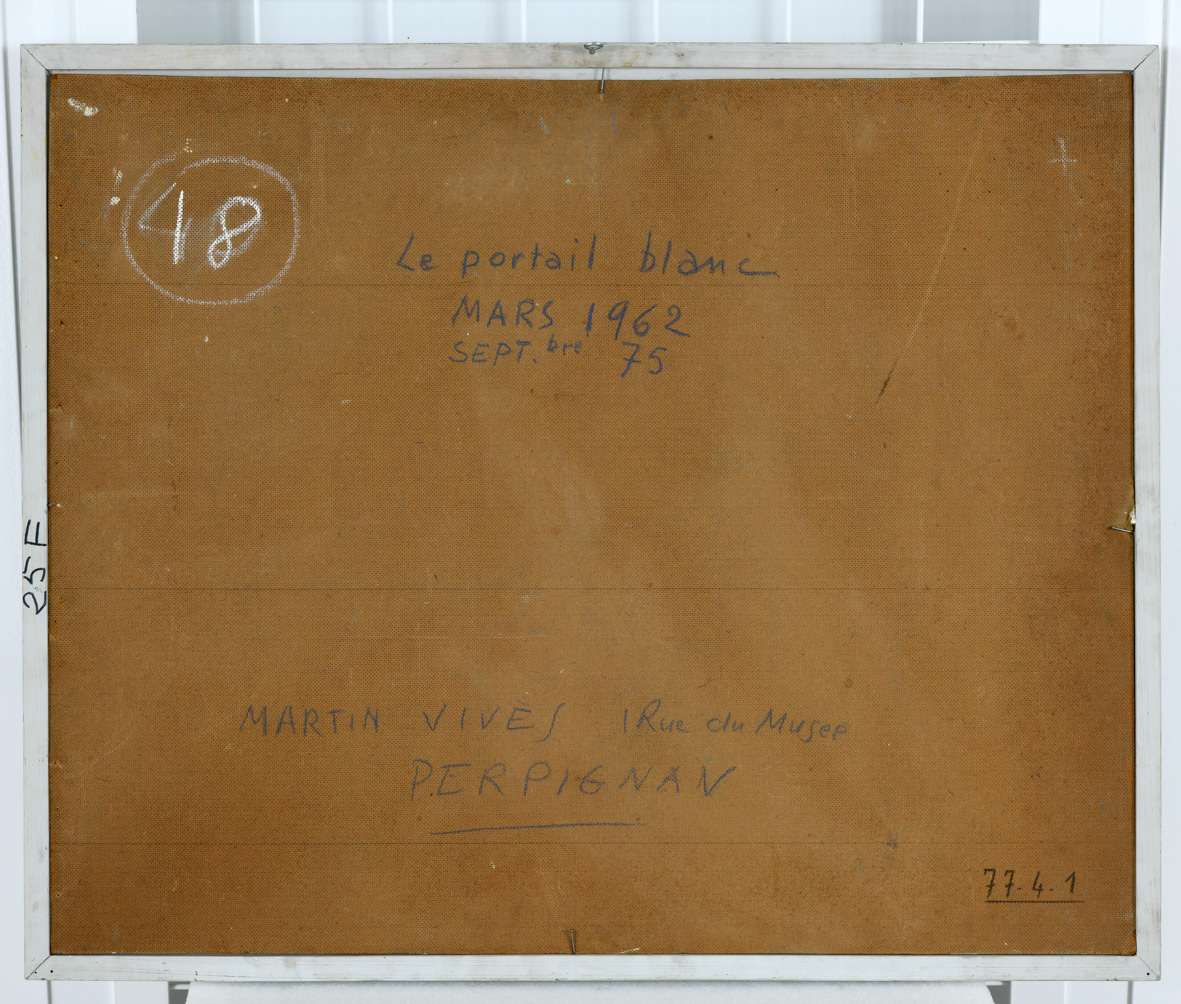 48
Le portail blanc
MARS 1962
SEPT.bre 75
25F
MARTIN VIVÈS 1 Rue du Musee
PERPIGNAN
77.4.1